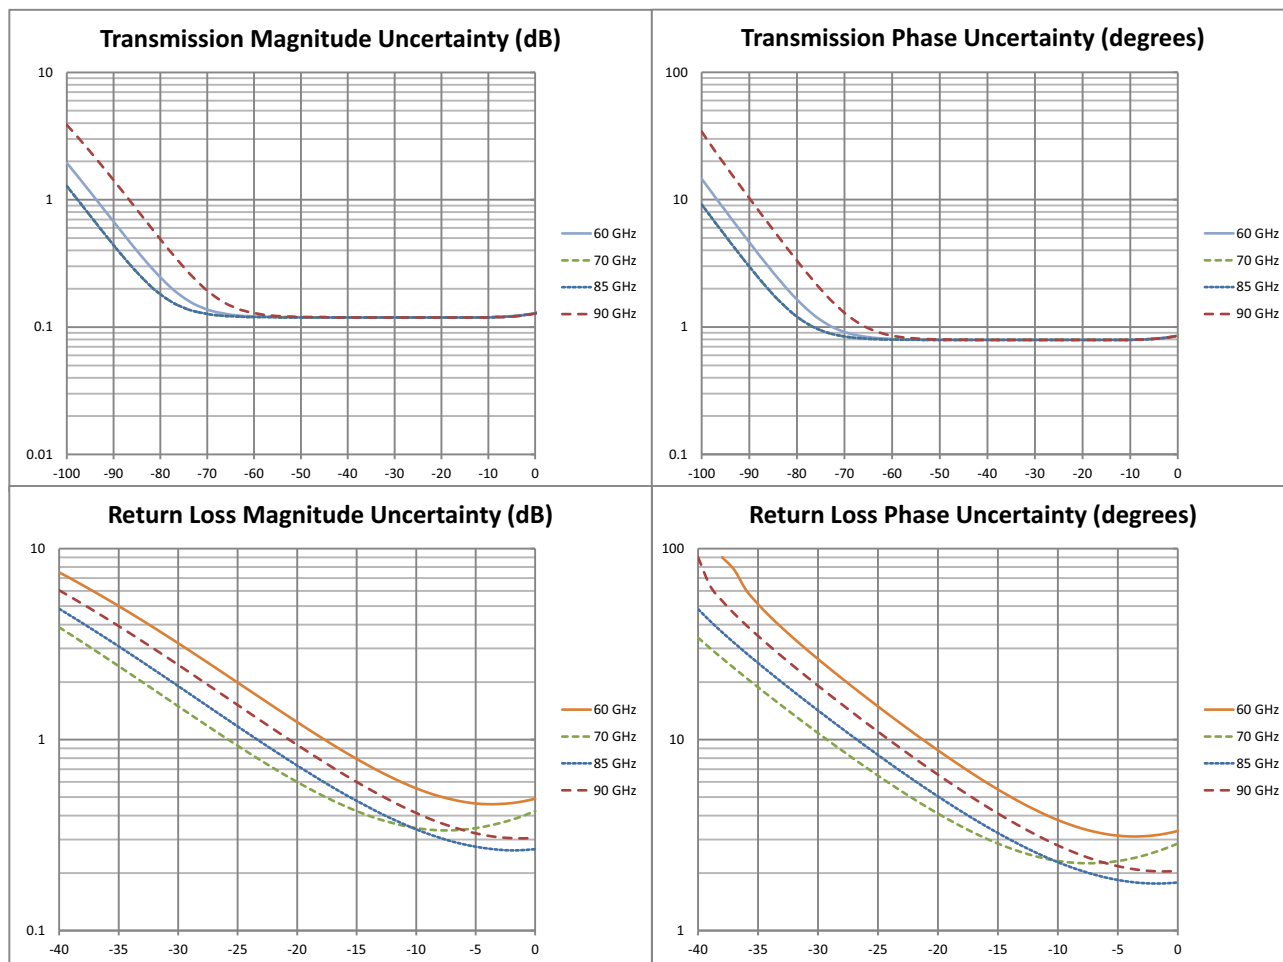 Transmission Magnitude Uncertainty (dB)
10
1
0.1
0.01
-100 -90 -80 -70 -60 -50 -40 -30 -20 -10 0
60 GHz
70 GHz
85 GHz
90 GHz
Transmission Phase Uncertainty (degrees)
100
10
1
0.1
-100 -90 -80 -70 -60 -50 -40 -30 -20 -10 0
60 GHz
70 GHz
85 GHz
90 GHz
Return Loss Magnitude Uncertainty (dB)
10
1
0.1
-40 -35 -30 -25 -20 -15 -10 -5 0
60 GHz
70 GHz
85 GHz
90 GHz
Return Loss Phase Uncertainty (degrees)
100
10
1
-40 -35 -30 -25 -20 -15 -10 -5 0
60 GHz
70 GHz
85 GHz
90 GHz